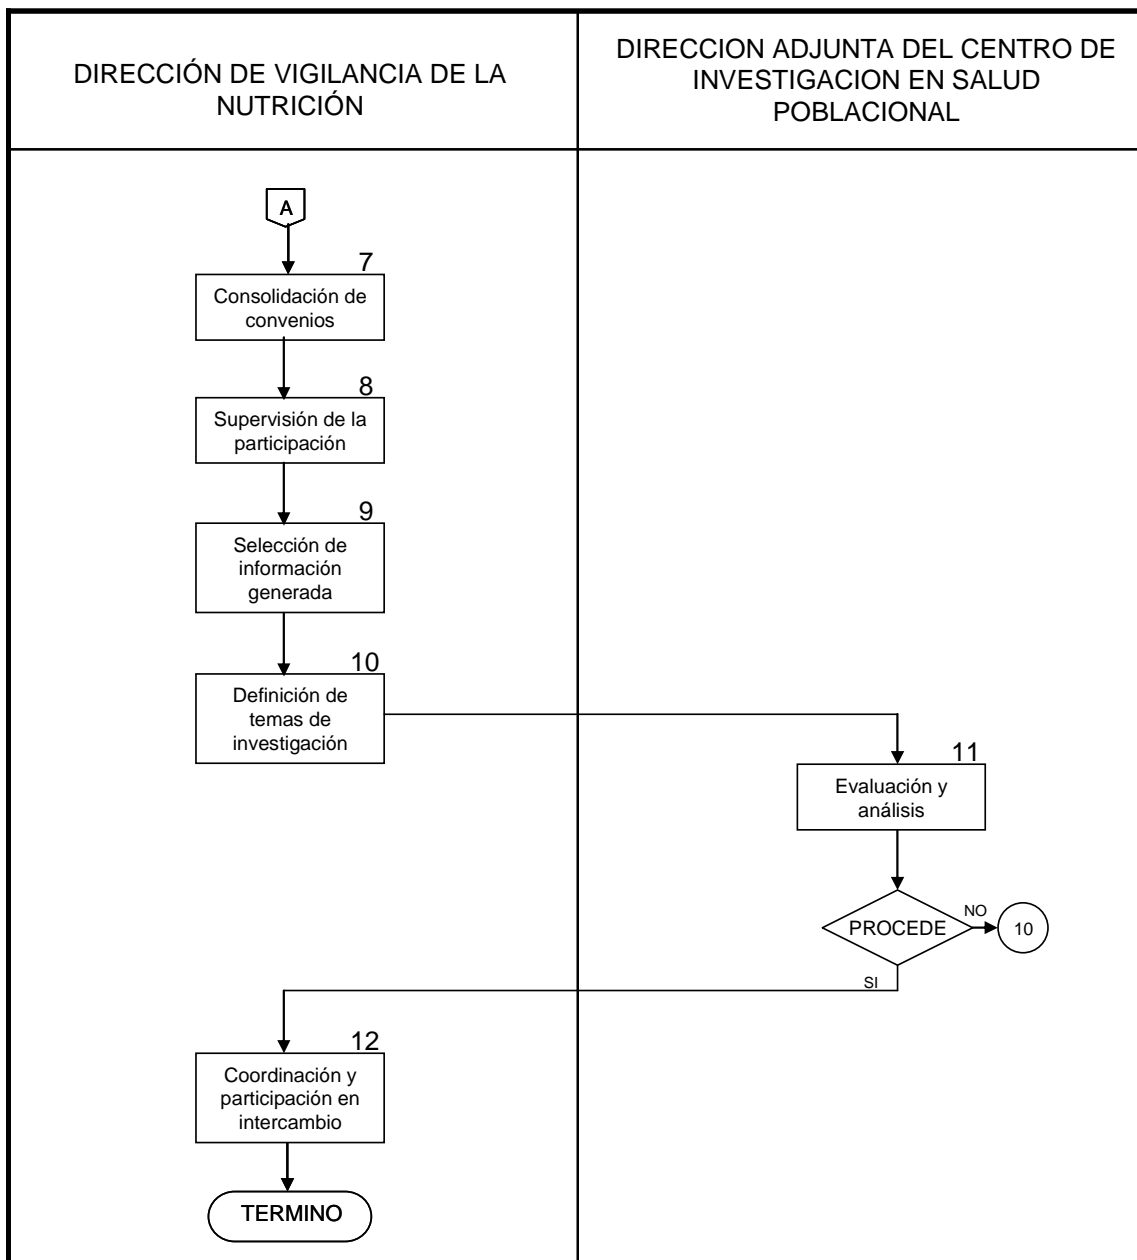 DIRECCIÓN DE VIGILANCIA DE LA
NUTRICIÓN
DIRECCION ADJUNTA DEL CENTRO DE
INVESTIGACION EN SALUD
POBLACIONAL
A
7
Consolidación de
convenios
8
Supervisión de la
participación
9
Selección de
información
generada
10
Definición de
temas de
investigación
11
Evaluación y
análisis
PROCEDE
NO
10
SI
12
Coordinación y
participación en
intercambio
TERMINO